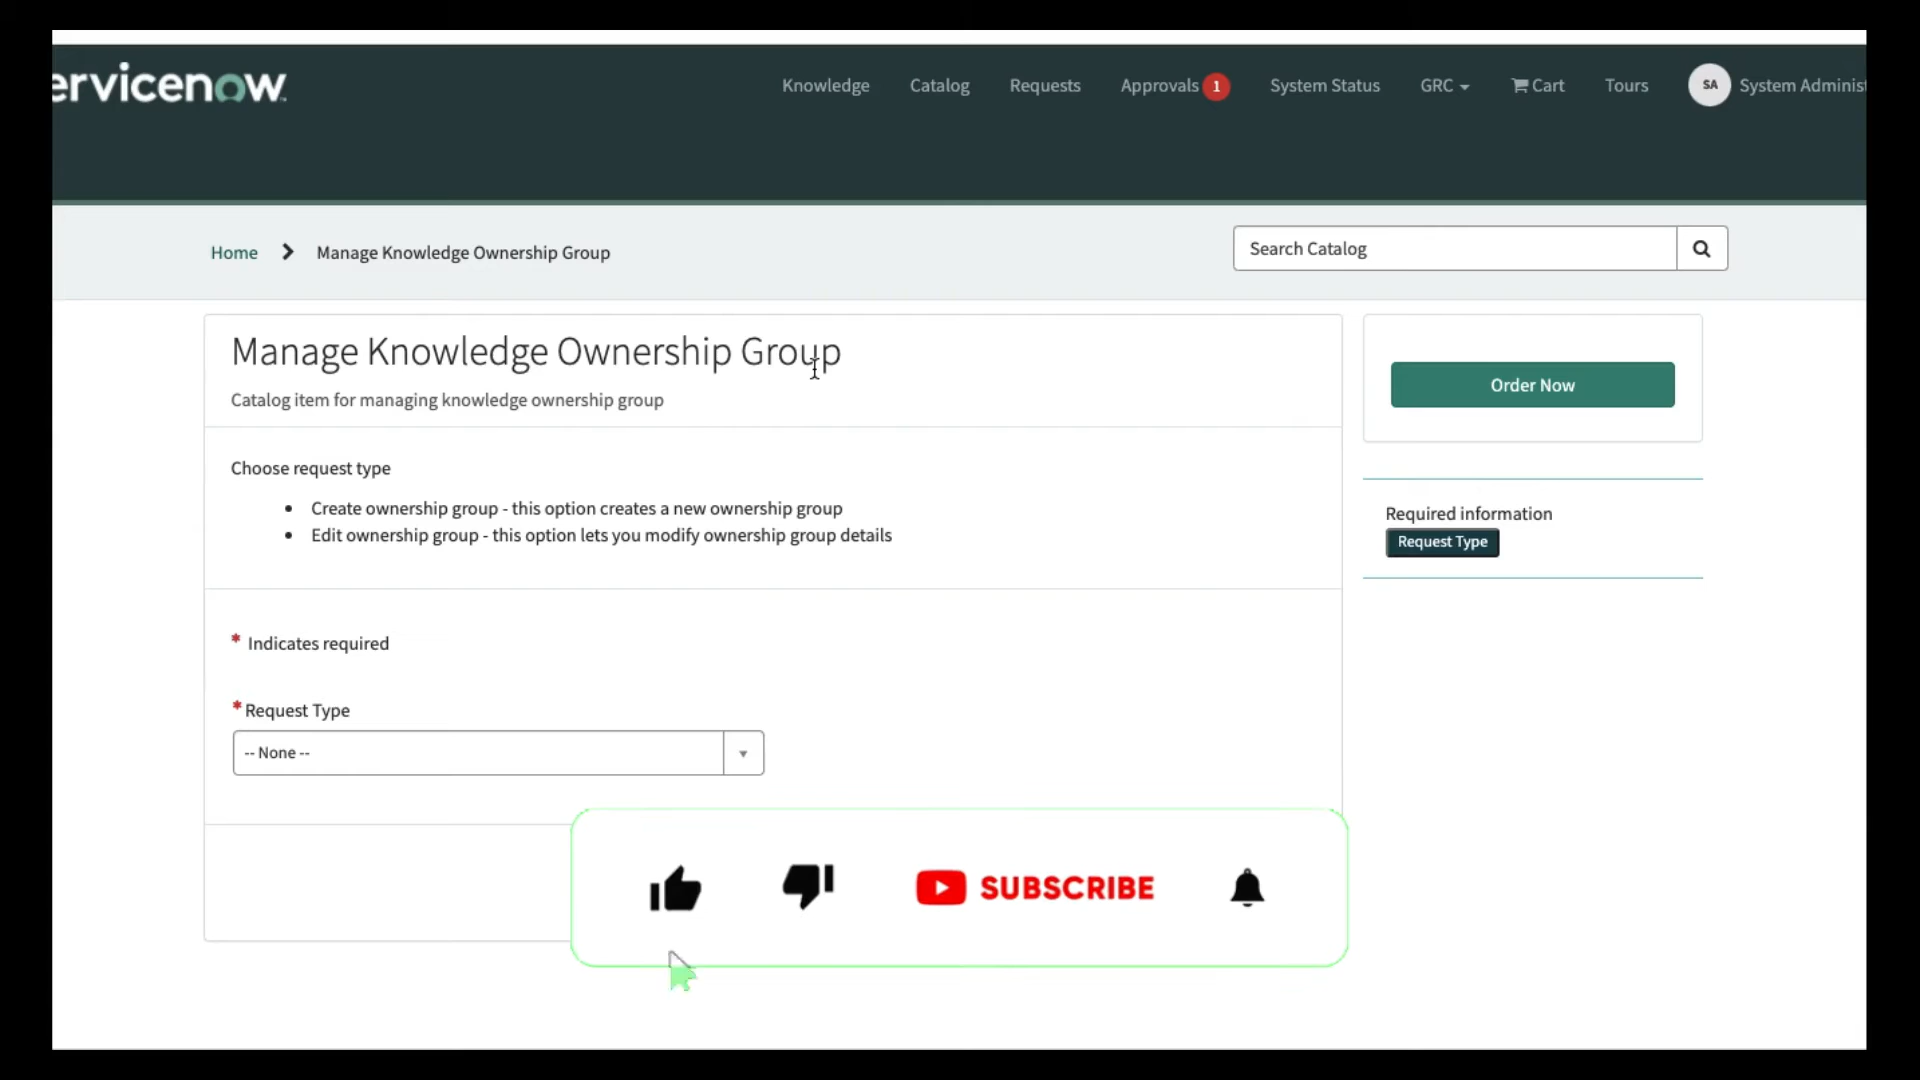 ervicenow
Knowledge
Catalog
Requests
Approvals 1
System Status
GRC
Cart
Tours
SA
System Adminis
Home
Manage Knowledge Ownership Group
Search Catalog
Manage Knowledge Ownership Group
Catalog item for managing knowledge ownership group
Order Now
Choose request type
• Create ownership group - this option creates a new ownership group
• Edit ownership group - this option lets you modify ownership group details
Required information
Request Type
* Indicates required
* Request Type
-- None --
SUBSCRIBE